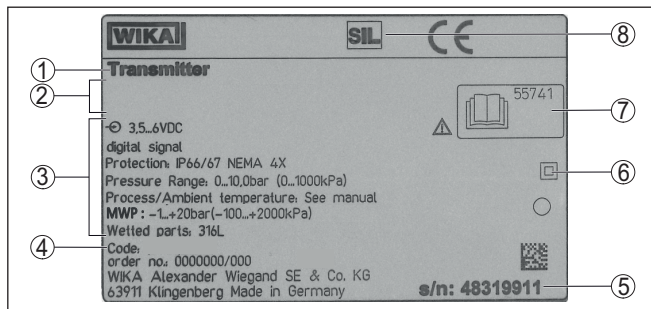 WIKAI
SIL
CE
8
1
Transmitter
2
55741
7
3,5...6VDC
digital signal
Protection: IP66/67 NEMA 4X
3
Pressure Range: 0...10,0bar (0...1000kPa)
6
Process/Ambient temperature: See manual
MWP: -1...+20bar(-100...+2000kPa)
Wetted parts: 316L
4
Code:
order no.: 0000000/000
WIKA Alexander Wiegand SE & Co. KG
63911 Klingenberg Made in Germany
s/n: 48319911
5